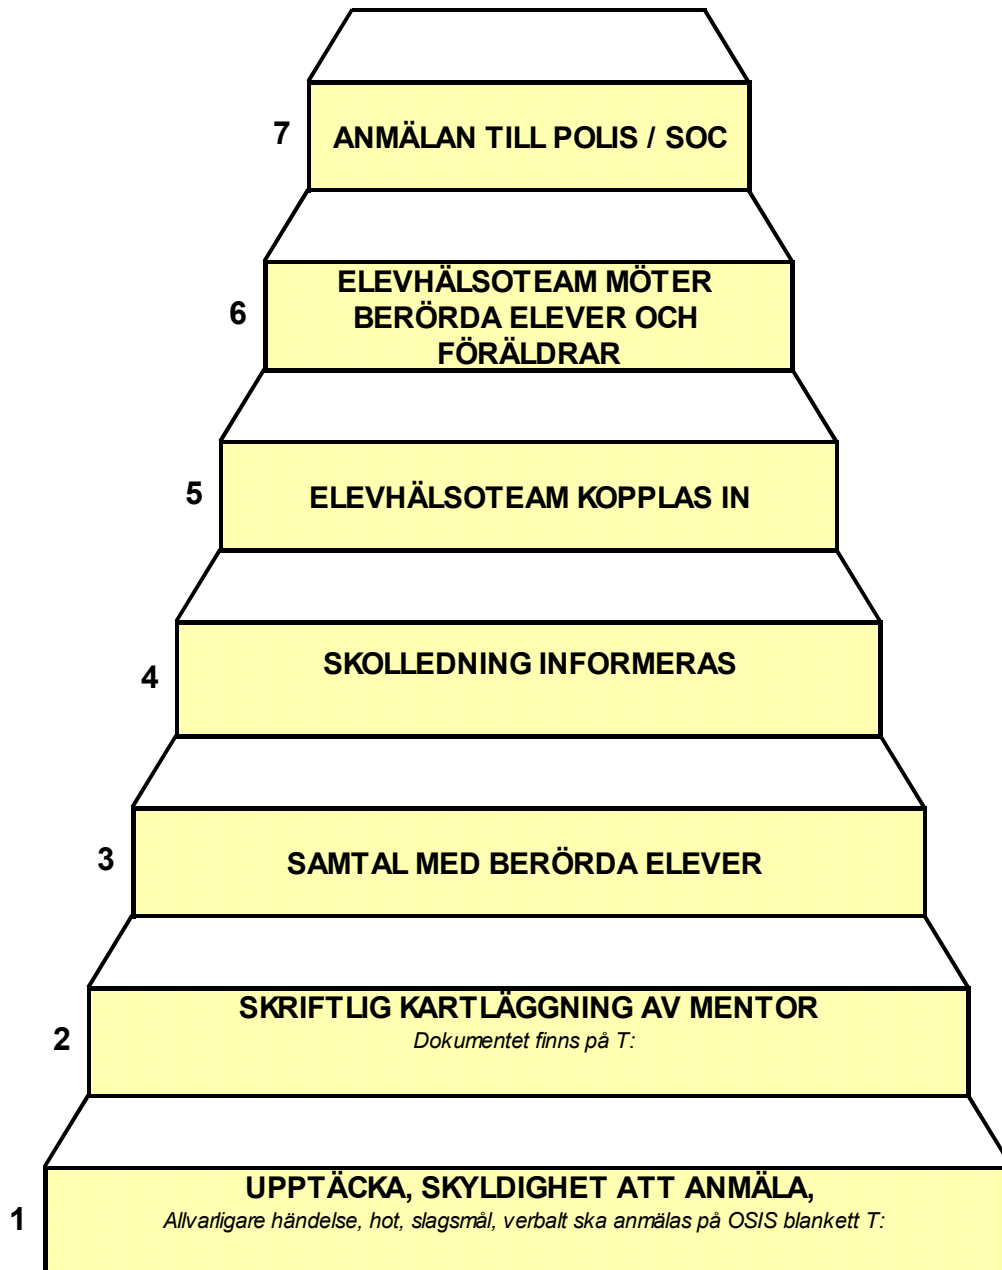 7
ANMÄLAN TILL POLIS / SOC
6
ELEVHÄLSOTEAM MÖTER
BERÖRDA ELEVER OCH
FÖRÄLDRAR
5
ELEVHÄLSOTEAM KOPPLAS IN
4
SKOLLEDNING INFORMERAS
3
SAMTAL MED BERÖRDA ELEVER
2
SKRIFTLIG KARTLÄGGNING AV MENTOR
Dokumentet finns på T:
1
UPPTÄCKA, SKYLDIGHET ATT ANMÄLA,
Allvarligare händelse, hot, slagsmål, verbalt ska anmälas på OSIS blankett T: